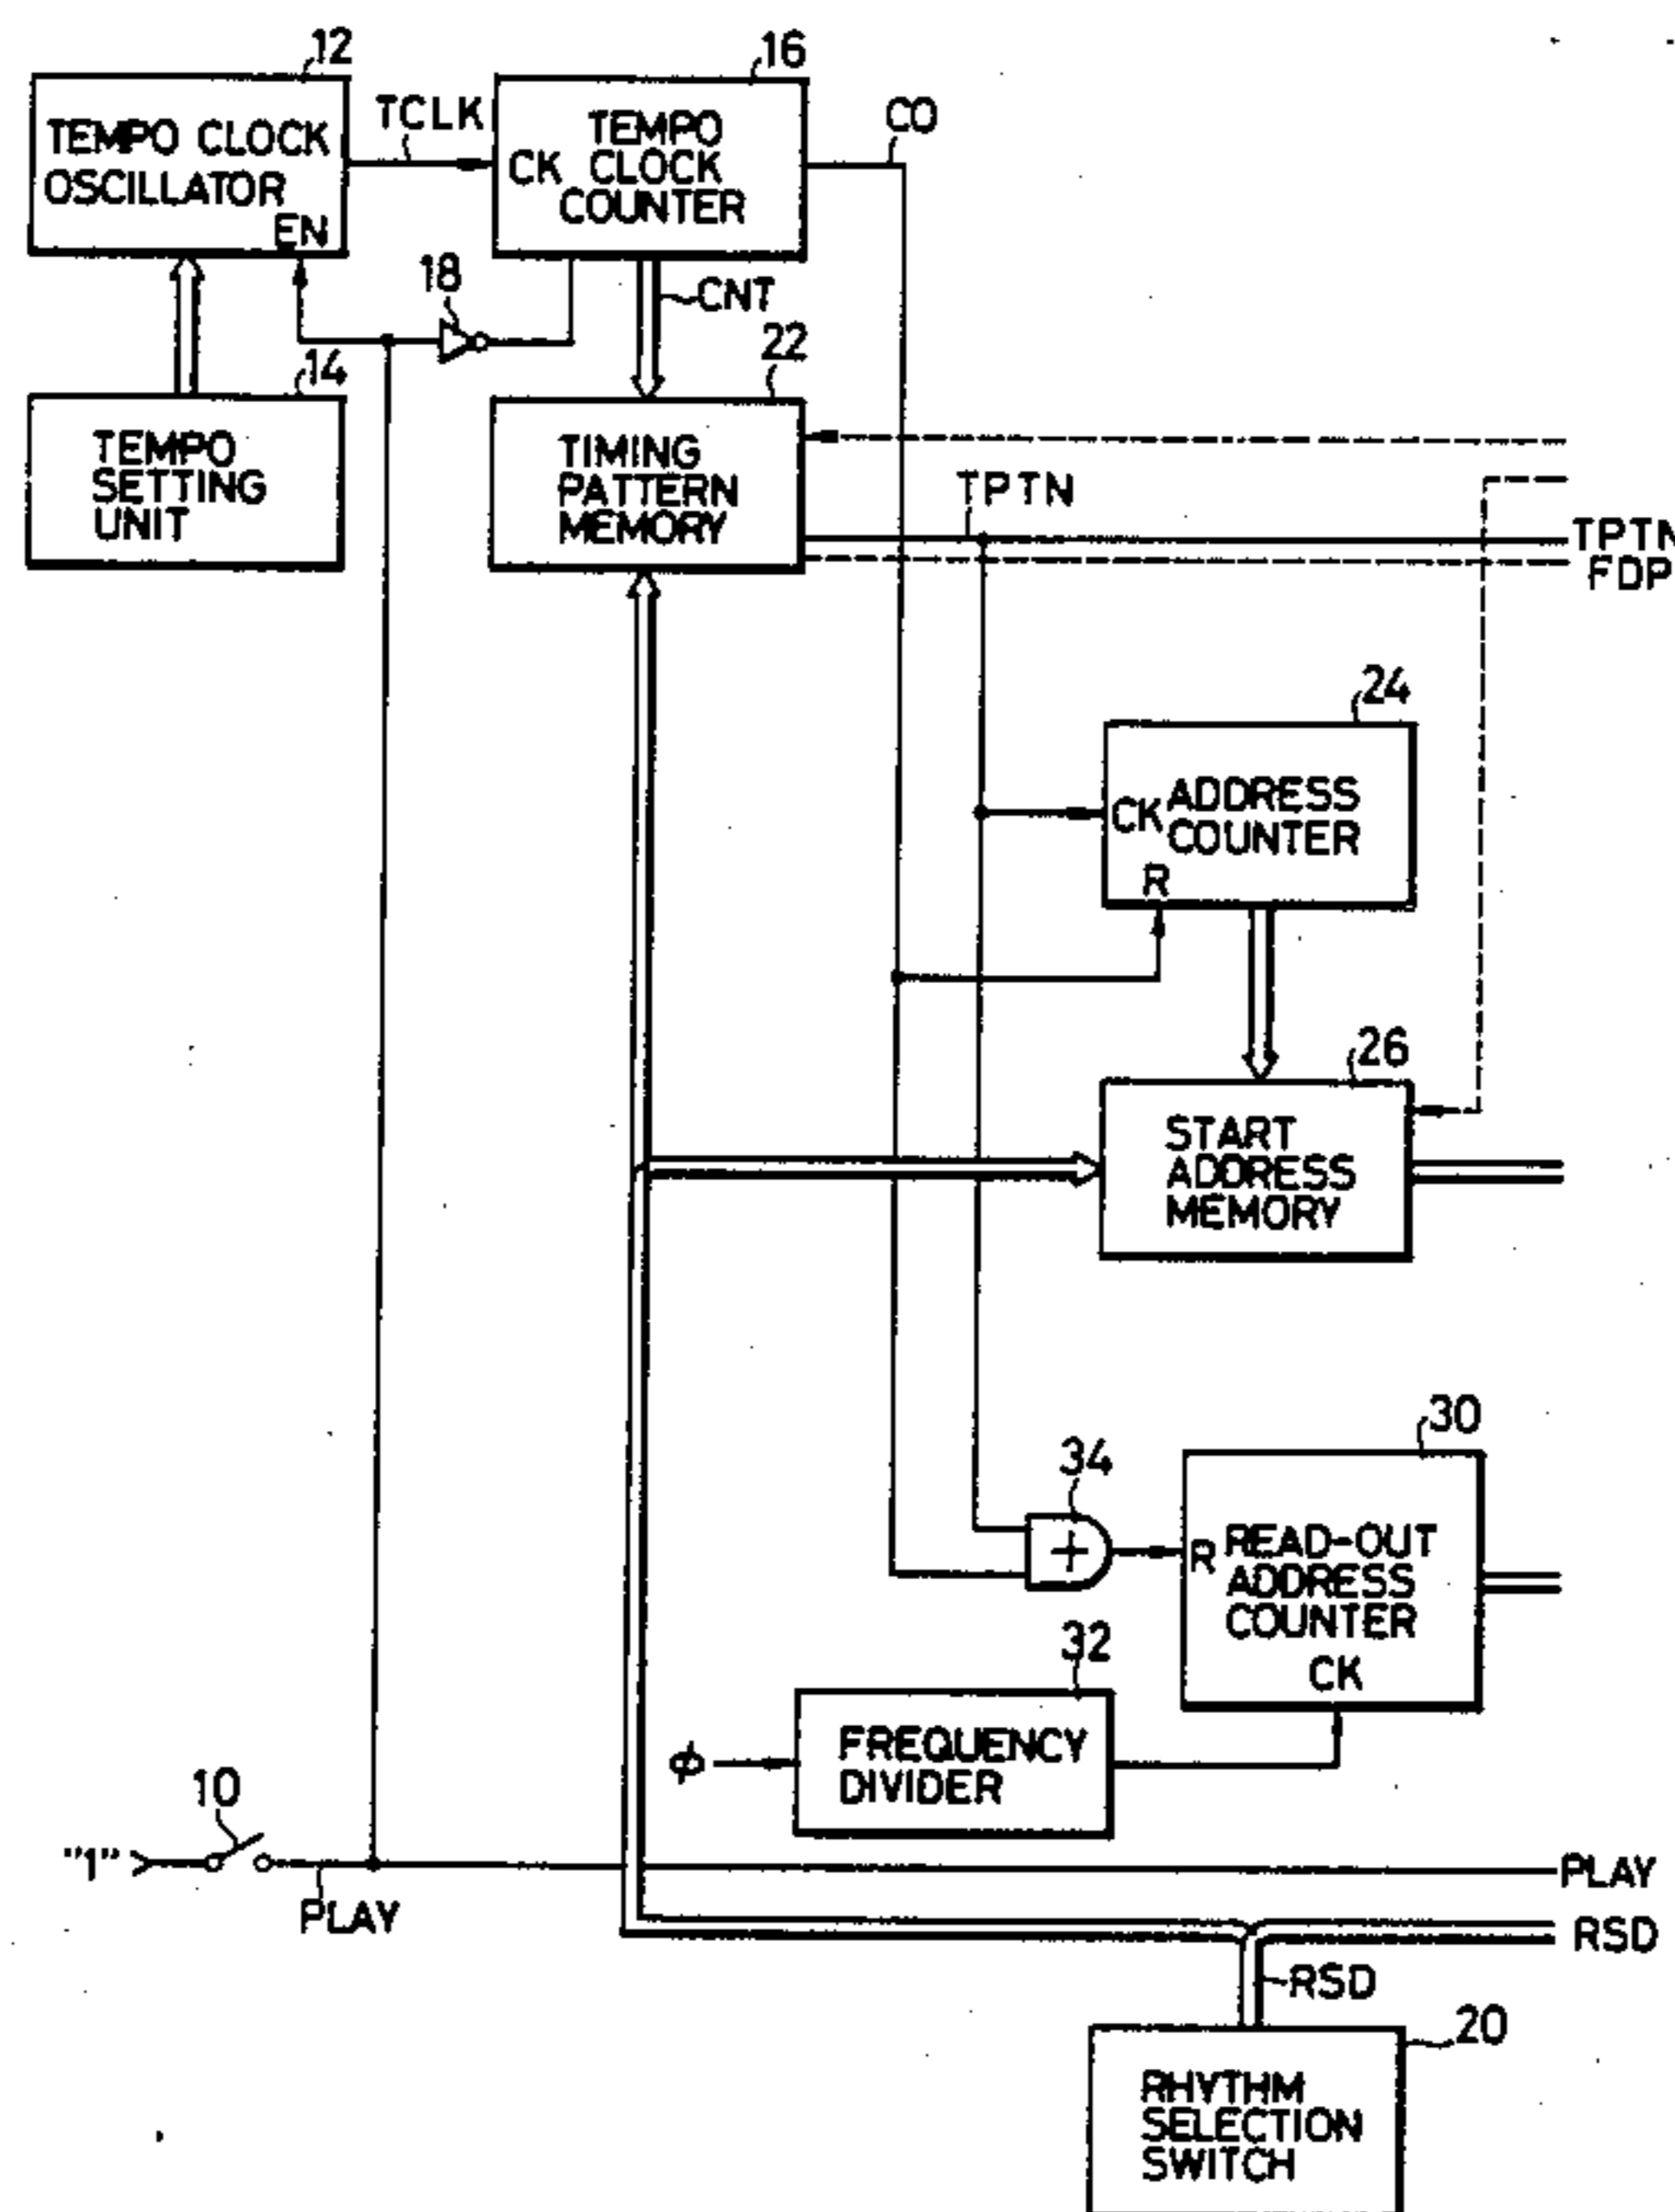 12
16
TCLK
CO
TEMPO CLOCK
OSCILLATOR
EN
CK
TEMPO
CLOCK
COUNTER
18
CNT
14
22
TEMPO
SETTING
UNIT
TIMING
PATTERN
MEMORY
TPTN
TPTN
FDP
24
CK
ADDRESS
COUNTER
R
26
START
ADDRESS
MEMORY
30
34
+
R
READ-OUT
ADDRESS
COUNTER
CK
32
φ
FREQUENCY
DIVIDER
10
"1"
PLAY
PLAY
RSD
RSD
20
RHYTHM
SELECTION
SWITCH